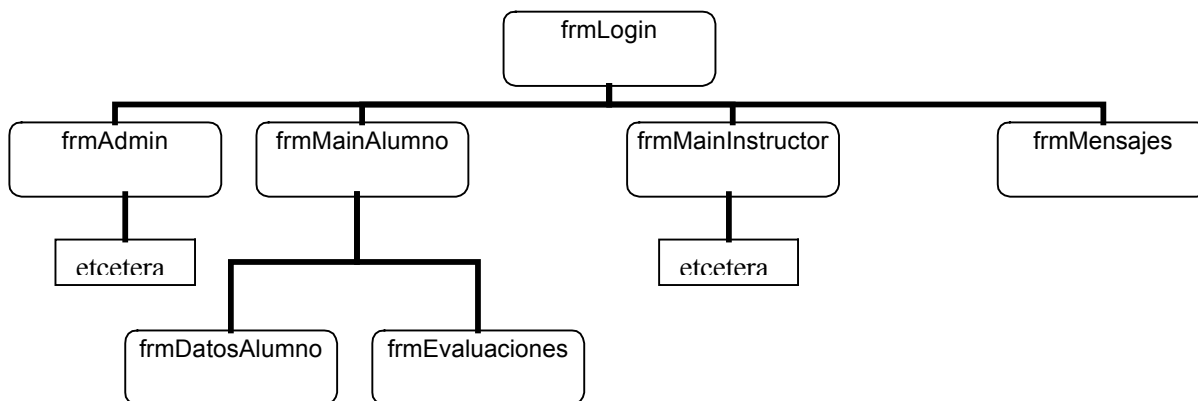 frmLogin
frmAdmin
frmMainAlumno
frmMainInstructor
frmMensajes
etcetera
etcetera
frmDatosAlumno
frmEvaluaciones